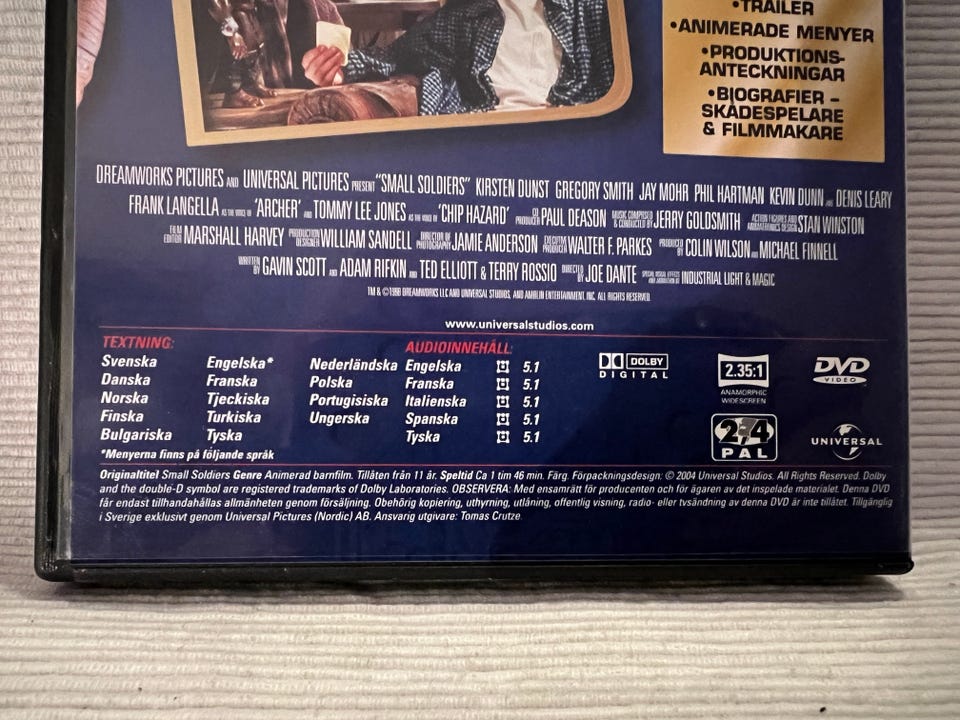 •TRAILER
•ANIMERADE MENYER
•PRODUKTIONS-
ANTECKNINGAR
•BIOGRAFIER –
SKÅDESPELARE
& FILMMAKARE
DREAMWORKS PICTURES AND UNIVERSAL PICTURES PRESENT "SMALL SOLDIERS" KIRSTEN DUNST GREGORY SMITH JAY MOHR PHIL HARTMAN KEVIN DUNN AND DENIS LEARY
FRANK LANGELLA AS THE VOICE OF 'ARCHER' AND TOMMY LEE JONES AS THE VOICE OF 'CHIP HAZARD' CO PRODUCER PAUL DEASON MUSIC COMPOSED & CONDUCTED BY JERRY GOLDSMITH ACTION FIGURES AND ANIMATRONICS DESIGN STAN WINSTON
FILM EDITOR MARSHALL HARVEY PRODUCTION DESIGNER WILLIAM SANDELL DIRECTOR OF PHOTOGRAPHY JAMIE ANDERSON EXECUTIVE PRODUCER WALTER F. PARKES PRODUCED BY COLIN WILSON AND MICHAEL FINNELL
WRITTEN BY GAVIN SCOTT AND ADAM RIFKIN AND TED ELLIOTT & TERRY ROSSIO DIRECTED BY JOE DANTE SPECIAL VISUAL EFFECTS AND ANIMATION BY INDUSTRIAL LIGHT & MAGIC
TM & ©1998 DREAMWORKS LLC AND UNIVERSAL STUDIOS, AND AMBLIN ENTERTAINMENT, INC. ALL RIGHTS RESERVED.
www.universalstudios.com
TEXTNING:
Svenska Engelska* Nederländska
Danska Franska Polska
Norska Tjeckiska Portugisiska
Finska Turkiska Ungerska
Bulgariska Tyska
*Menyerna finns på följande språk
AUDIOINNEHÅLL:
Engelska 5.1
Franska 5.1
Italienska 5.1
Spanska 5.1
Tyska 5.1
DOLBY
DIGITAL
2.35:1
ANAMORPHIC
WIDESCREEN
DVD
VIDEO
2,4
PAL
UNIVERSAL
Originaltitel Small Soldiers Genre Animerad barnfilm. Tillåten från 11 år. Speltid Ca 1 tim 46 min. Färg. Förpackningsdesign: © 2004 Universal Studios. All Rights Reserved. Dolby
and the double-D symbol are registered trademarks of Dolby Laboratories. OBSERVERA: Med ensamrätt för producenten och för ägaren av det inspelade materialet. Denna DVD
får endast tillhandahållas allmänheten genom försäljning. Obehörig kopiering, uthyrning, utlåning, offentlig visning, radio- eller tvsändning av denna DVD är inte tillåtet. Tillgänglig
i Sverige exklusivt genom Universal Pictures (Nordic) AB. Ansvarig utgivare: Tomas Crutze.